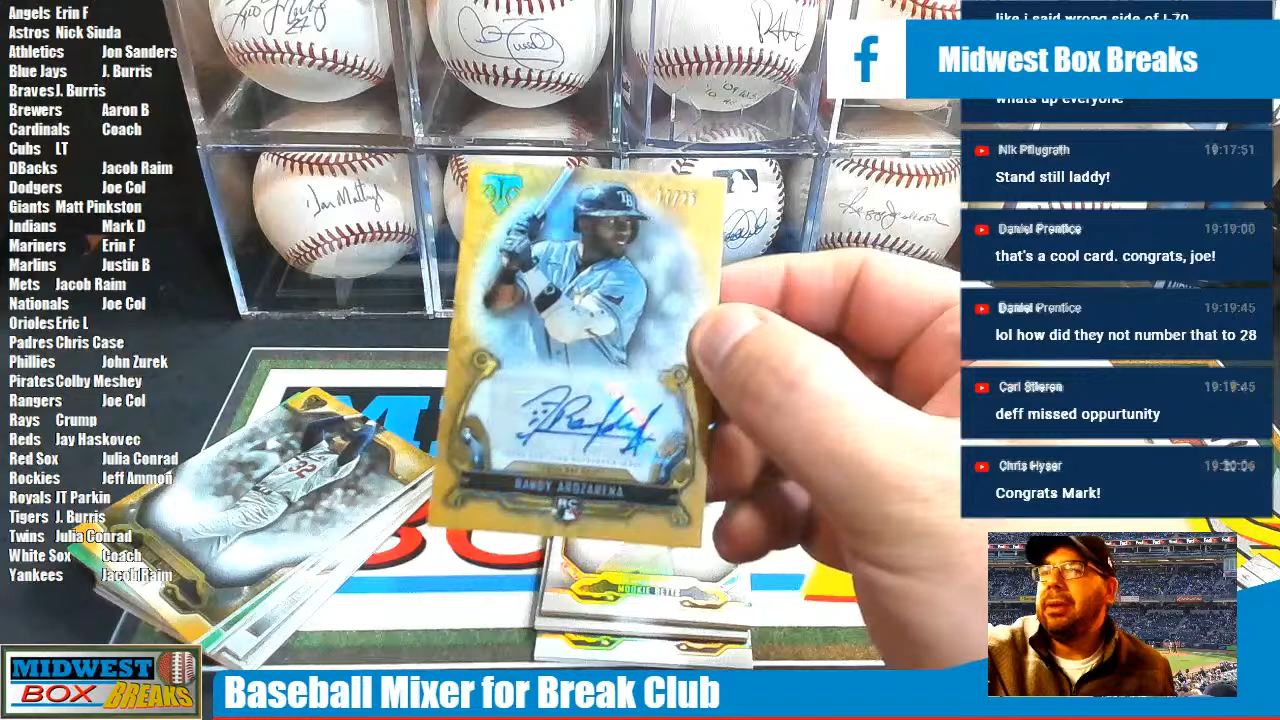 Angels Erin F
Astros Nick Siuda
Athletics Jon Sanders
Blue Jays J. Burris
Braves J. Burris
Brewers Aaron B
Cardinals Coach
Cubs LT
DBacks Jacob Raim
Dodgers Joe Col
Giants Matt Pinkston
Indians Mark D
Mariners Erin F
Marlins Justin B
Mets Jacob Raim
Nationals Joe Col
Orioles Eric L
Padres Chris Case
Phillies John Zurek
Pirates Colby Meshey
Rangers Joe Col
Rays Crump
Reds Jay Haskovec
Red Sox Julia Conrad
Rockies Jeff Ammon
Royals JT Parkin
Tigers J. Burris
Twins Julia Conrad
White Sox Coach
Yankees Jacob Raim
like i said wrong side of I-70
Midwest Box Breaks
whats up everyone
Nik Pflugrath 19:17:51
Stand still laddy!
Daniel Prentice 19:19:00
that's a cool card. congrats, joe!
Daniel Prentice 19:19:45
lol how did they not number that to 28
Carl Stieren 19:19:45
deff missed oppurtunity
Chris Hyser 19:20:06
Congrats Mark!
TB
RANDY AROZARENA
RC
32
MOOKIE BETTS
MIDWEST
BOX BREAKS
Baseball Mixer for Break Club